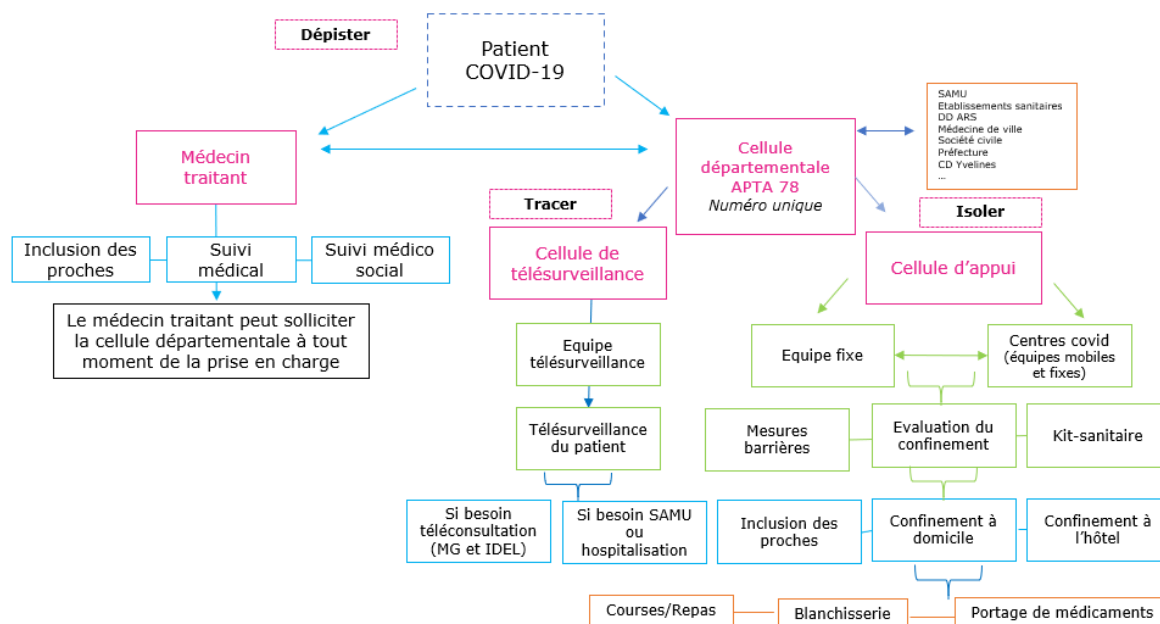 Dépister
Patient
COVID-19
SAMU
Etablissements sanitaires
DD ARS
Médecine de ville
Société civile
Préfecture
CD Yvelines
...
Médecin
traitant
Cellule
départementale
APTA 78
Numéro unique
Tracer
Isoler
Cellule de
télésurveillance
Cellule d'appui
Inclusion des
proches
Suivi
médical
Suivi médico
social
Le médecin traitant peut solliciter
la cellule départementale à tout
moment de la prise en charge
Equipe
télésurveillance
Equipe fixe
Centres covid
(équipes mobiles
et fixes)
Télésurveillance
du patient
Mesures
barrières
Evaluation du
confinement
Kit-sanitaire
Si besoin
téléconsultation
(MG et IDEL)
Si besoin SAMU
ou
hospitalisation
Inclusion des
proches
Confinement à
domicile
Confinement à
l'hôtel
Courses/Repas
Blanchisserie
Portage de médicaments